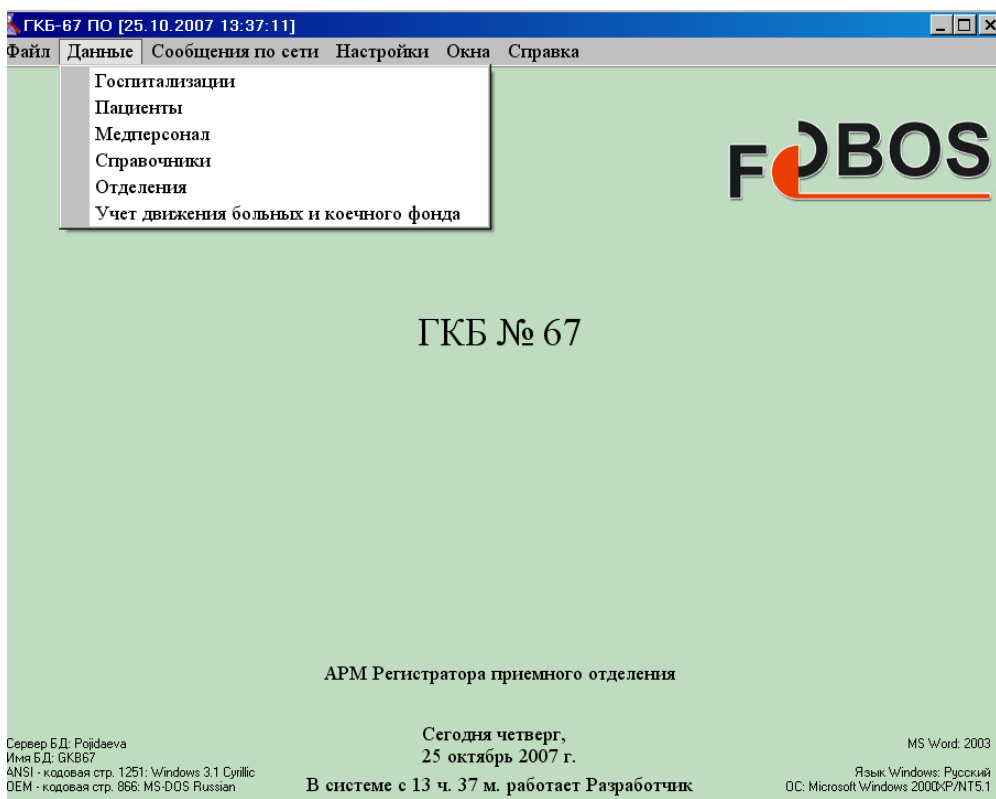 ГКБ-67 ПО [25.10.2007 13:37:11]
Файл Данные Сообщения по сети Настройки Окна Справка
Госпитализации
Пациенты
Медперсонал
Справочники
Отделения
Учет движения больных и коечного фонда
FOBOS
ГКБ № 67
АРМ Регистратора приемного отделения
Сегодня четверг,
25 октябрь 2007 г.
В системе с 13 ч. 37 м. работает Разработчик
Сервер БД: Pojidaeva
Имя БД: GKB67
ANSI - кодовая стр. 1251: Windows 3.1 Cyrillic
OEM - кодовая стр. 866: MS-DOS Russian
MS Word: 2003
Язык Windows: Русский
ОС: Microsoft Windows 2000/XP/NT5.1